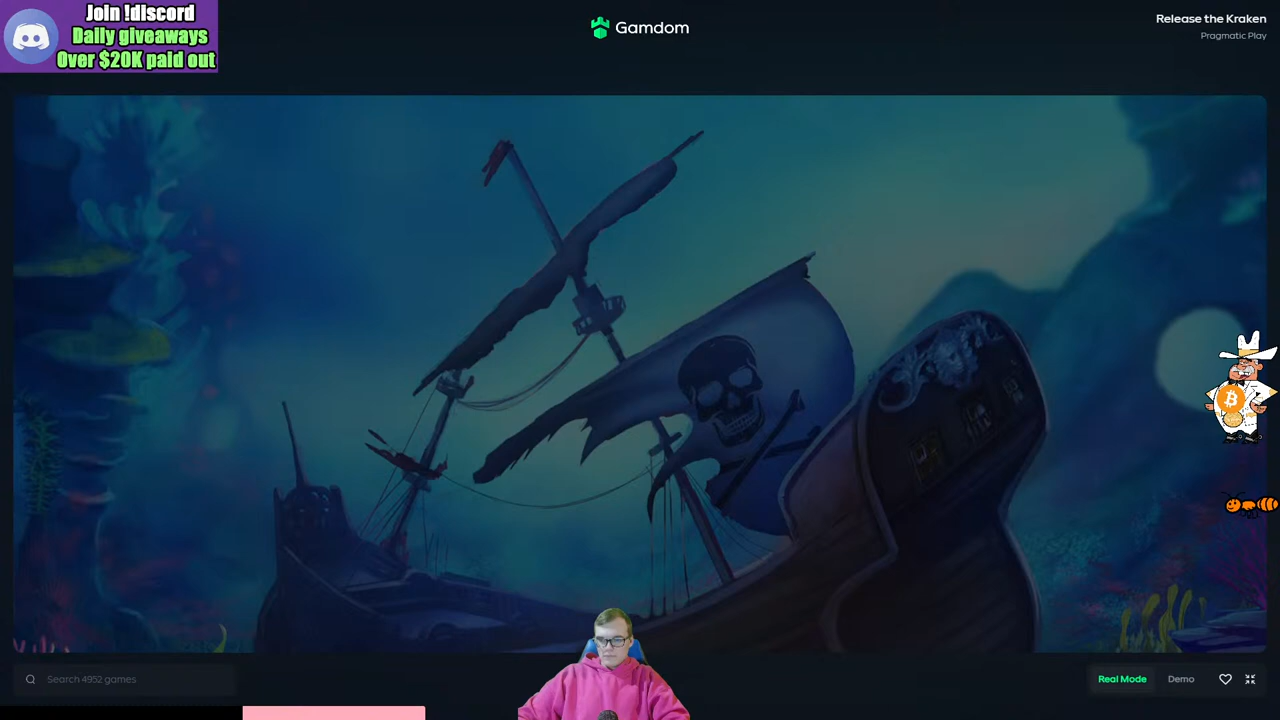 Join !discord
Daily giveaways
Over $20K paid out
Gamdom
Release the Kraken
Pragmatic Play
Search 4952 games
Real Mode
Demo